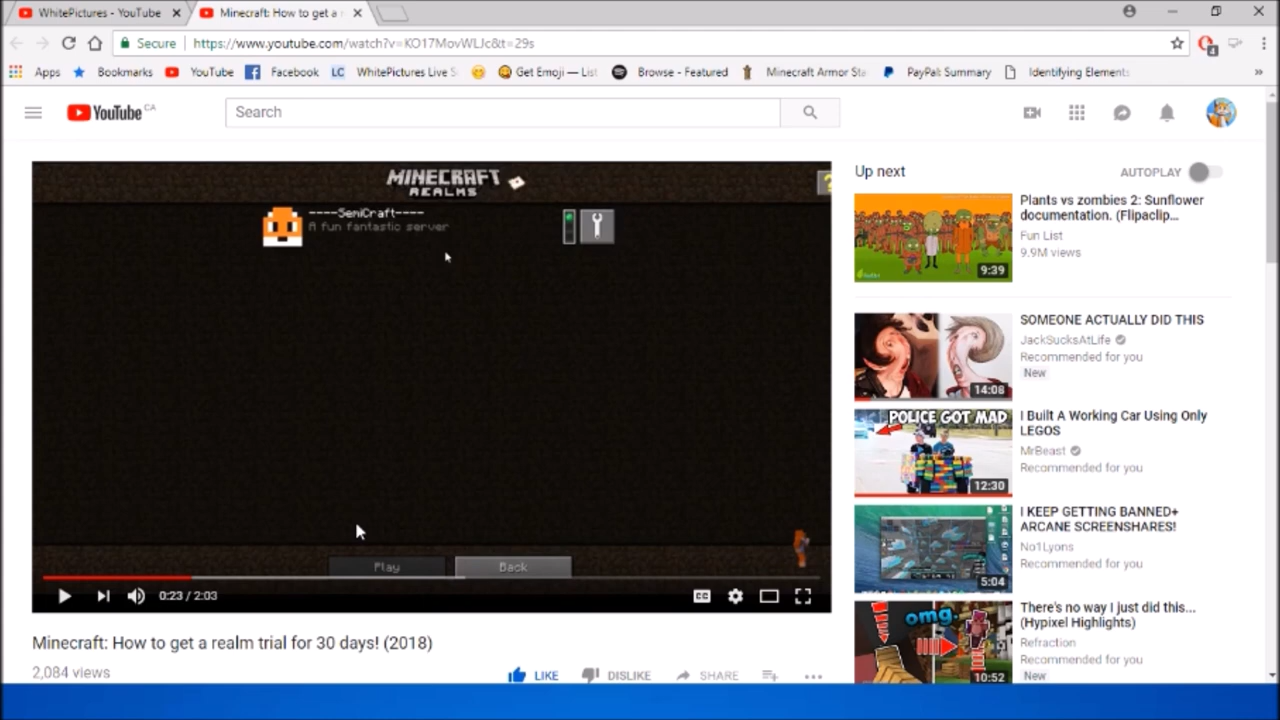 WhitePictures - YouTube
Minecraft: How to get a r
Secure
https://www.youtube.com/watch?v=KO17MovWLJc&t=29s
4
Apps
Bookmarks
YouTube
Facebook
LC
WhitePictures Live S
Get Emoji — List
Browse - Featured
Minecraft Armor Sta
PayPal: Summary
Identifying Elements
»
YouTube CA
Search
MINECRAFT
REALMS
?
----SemiCraft----
A fun fantastic server
Play
Back
0:23 / 2:03
CC
Minecraft: How to get a realm trial for 30 days! (2018)
2,084 views
LIKE
DISLIKE
SHARE
Up next
AUTOPLAY
Plants vs zombies 2: Sunflower
documentation. (Flipaclip...
Fun List
9.9M views
9:39
SOMEONE ACTUALLY DID THIS
JackSucksAtLife
Recommended for you
New
14:08
POLICE GOT MAD
I Built A Working Car Using Only
LEGOS
MrBeast
Recommended for you
12:30
I KEEP GETTING BANNED+
ARCANE SCREENSHARES!
No1Lyons
Recommended for you
5:04
omg.
There's no way I just did this...
(Hypixel Highlights)
Refraction
Recommended for you
New
10:52